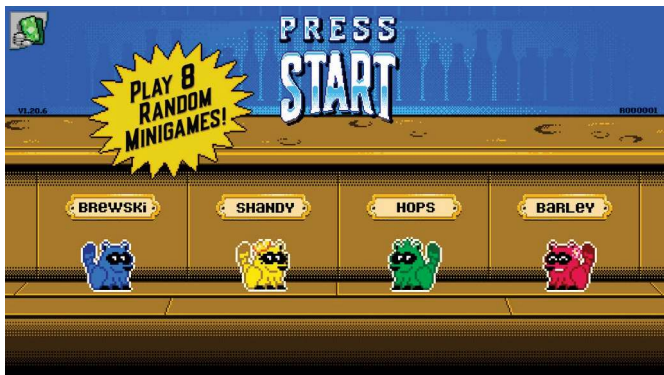 PRESS
START
PLAY 8
RANDOM
MINIGAMES!
V1.20.6
R000001
BREWSKI
SHANDY
HOPS
BARLEY